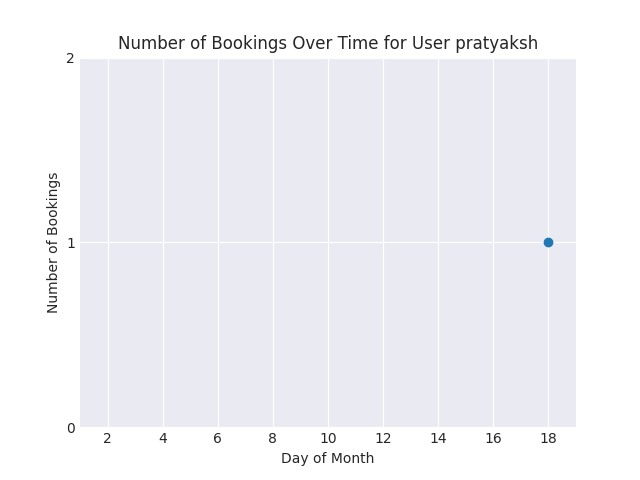 Number of Bookings Over Time for User pratyaksh
2
1
0
Number of Bookings
2 4 6 8 10 12 14 16 18
Day of Month